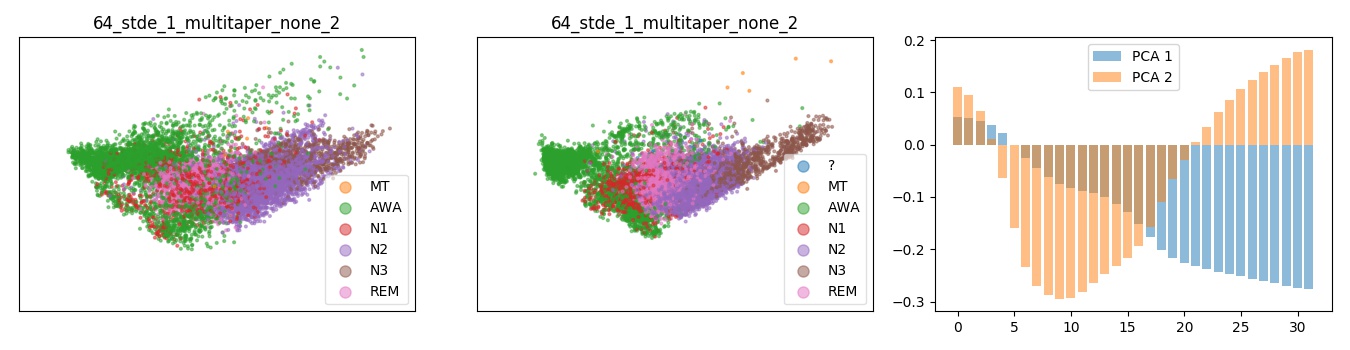 64_stde_1_multitaper_none_2
MT
AWA
N1
N2
N3
REM
64_stde_1_multitaper_none_2
?
MT
AWA
N1
N2
N3
REM
PCA 1
PCA 2
0.2
0.1
0.0
−0.1
−0.2
−0.3
0 5 10 15 20 25 30